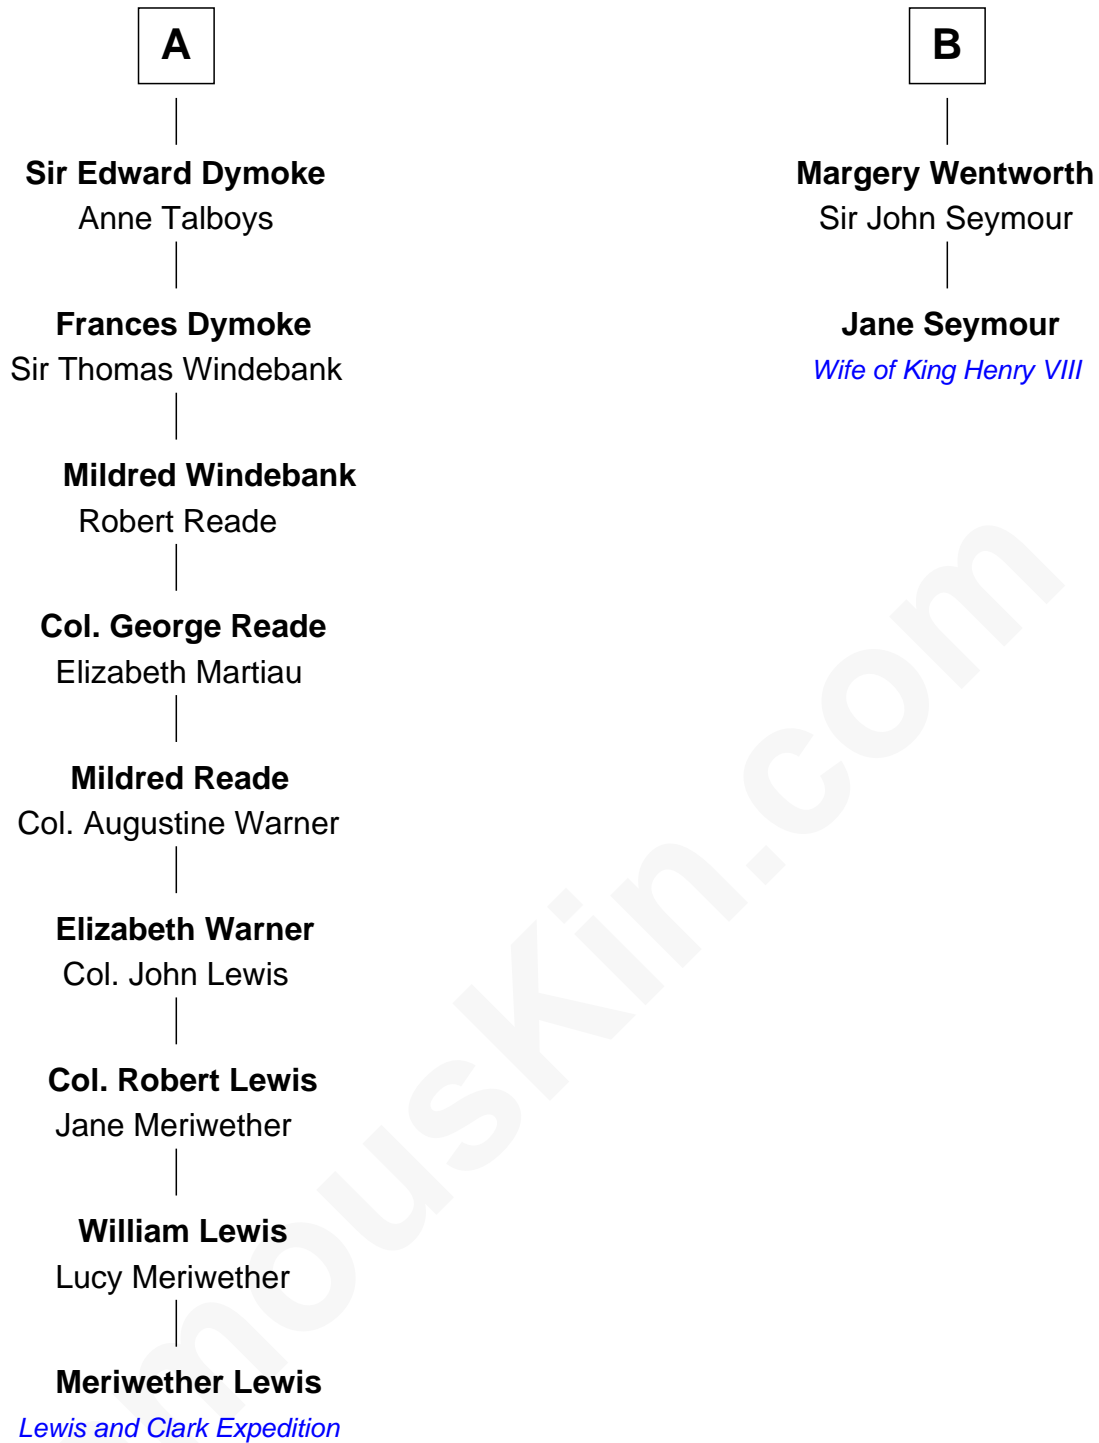 A
Sir Edward Dymoke
Anne Talboys
Frances Dymoke
Sir Thomas Windebank
Mildred Windebank
Robert Reade
Col. George Reade
Elizabeth Martiau
Mildred Reade
Col. Augustine Warner
Elizabeth Warner
Col. John Lewis
Col. Robert Lewis
Jane Meriwether
William Lewis
Lucy Meriwether
Meriwether Lewis
Lewis and Clark Expedition
B
Margery Wentworth
Sir John Seymour
Jane Seymour
Wife of King Henry VIII
mousKin.com